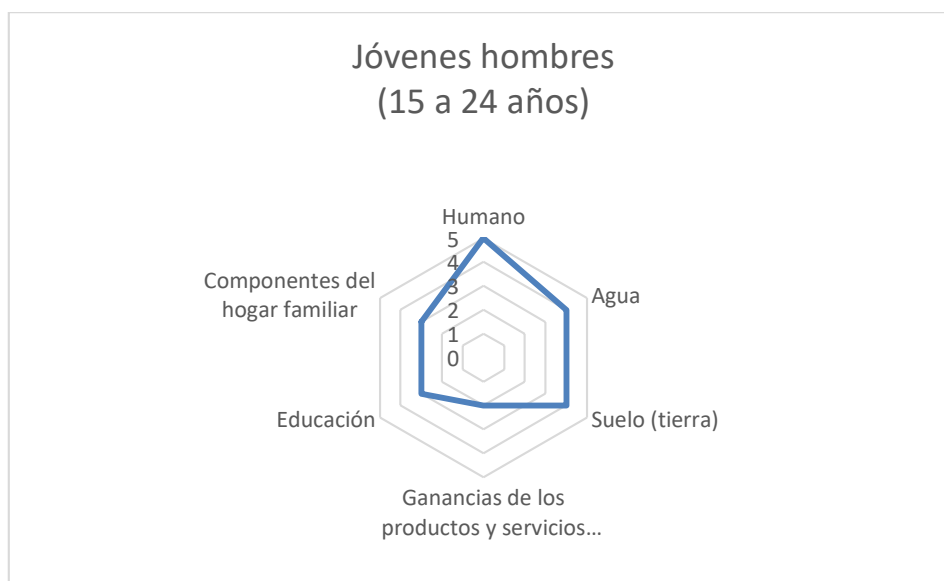 Jóvenes hombres
(15 a 24 años)
Humano
5
4
3
2
1
0
Agua
Suelo (tierra)
Ganancias de los
productos y servicios…
Educación
Componentes del
hogar familiar